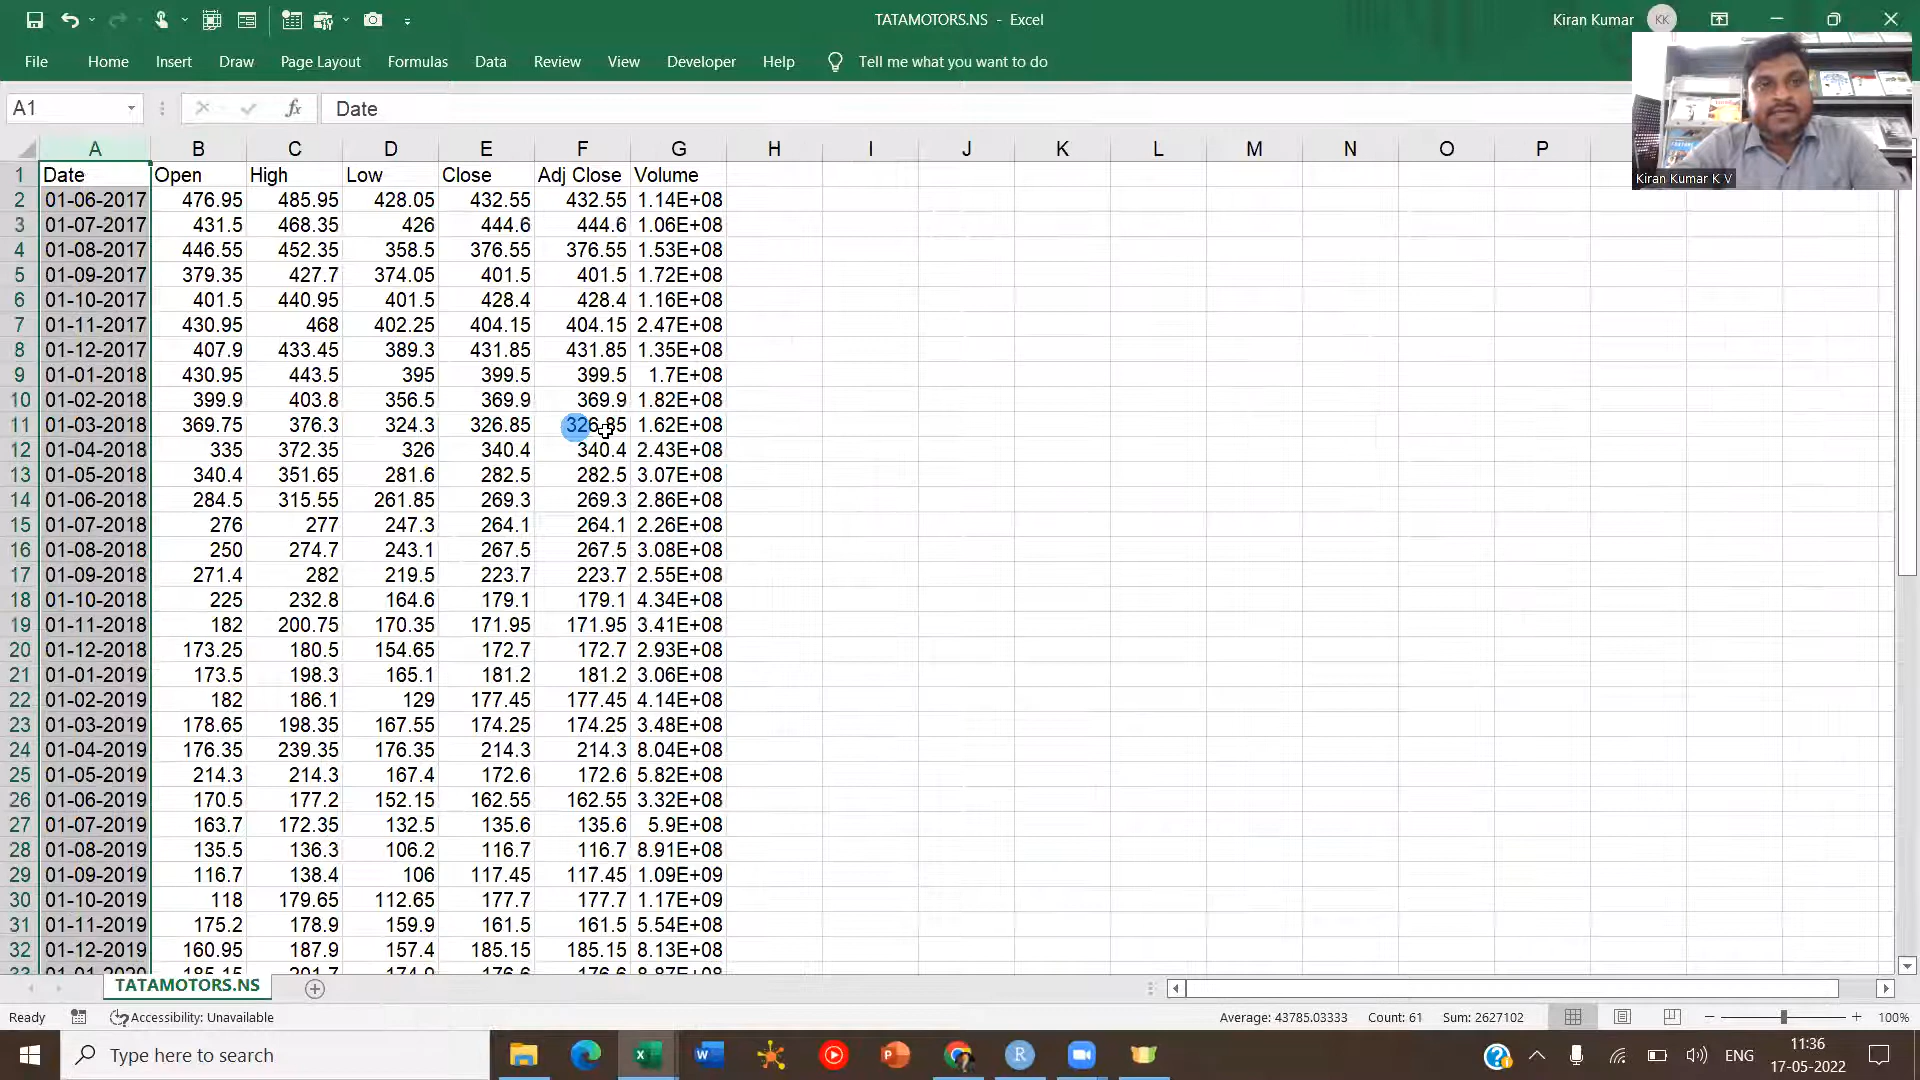 TATAMOTORS.NS - Excel
Kiran Kumar KK
File Home Insert Draw Page Layout Formulas Data Review View Developer Help Tell me what you want to do
A1 fx Date
Kiran Kumar K V
A B C D E F G H I J K L M N O P
1 Date Open High Low Close Adj Close Volume
2 01-06-2017 476.95 485.95 428.05 432.55 432.55 1.14E+08
3 01-07-2017 431.5 468.35 426 444.6 444.6 1.06E+08
4 01-08-2017 446.55 452.35 358.5 376.55 376.55 1.53E+08
5 01-09-2017 379.35 427.7 374.05 401.5 401.5 1.72E+08
6 01-10-2017 401.5 440.95 401.5 428.4 428.4 1.16E+08
7 01-11-2017 430.95 468 402.25 404.15 404.15 2.47E+08
8 01-12-2017 407.9 433.45 389.3 431.85 431.85 1.35E+08
9 01-01-2018 430.95 443.5 395 399.5 399.5 1.7E+08
10 01-02-2018 399.9 403.8 356.5 369.9 369.9 1.82E+08
11 01-03-2018 369.75 376.3 324.3 326.85 326.85 1.62E+08
12 01-04-2018 335 372.35 326 340.4 340.4 2.43E+08
13 01-05-2018 340.4 351.65 281.6 282.5 282.5 3.07E+08
14 01-06-2018 284.5 315.55 261.85 269.3 269.3 2.86E+08
15 01-07-2018 276 277 247.3 264.1 264.1 2.26E+08
16 01-08-2018 250 274.7 243.1 267.5 267.5 3.08E+08
17 01-09-2018 271.4 282 219.5 223.7 223.7 2.55E+08
18 01-10-2018 225 232.8 164.6 179.1 179.1 4.34E+08
19 01-11-2018 182 200.75 170.35 171.95 171.95 3.41E+08
20 01-12-2018 173.25 180.5 154.65 172.7 172.7 2.93E+08
21 01-01-2019 173.5 198.3 165.1 181.2 181.2 3.06E+08
22 01-02-2019 182 186.1 129 177.45 177.45 4.14E+08
23 01-03-2019 178.65 198.35 167.55 174.25 174.25 3.48E+08
24 01-04-2019 176.35 239.35 176.35 214.3 214.3 8.04E+08
25 01-05-2019 214.3 214.3 167.4 172.6 172.6 5.82E+08
26 01-06-2019 170.5 177.2 152.15 162.55 162.55 3.32E+08
27 01-07-2019 163.7 172.35 132.5 135.6 135.6 5.9E+08
28 01-08-2019 135.5 136.3 106.2 116.7 116.7 8.91E+08
29 01-09-2019 116.7 138.4 106 117.45 117.45 1.09E+09
30 01-10-2019 118 179.65 112.65 177.7 177.7 1.17E+09
31 01-11-2019 175.2 178.9 159.9 161.5 161.5 5.54E+08
32 01-12-2019 160.95 187.9 157.4 185.15 185.15 8.13E+08
33 01-01-2020 185.15 201.7 174.9 176.6 176.6 8.87E+08
TATAMOTORS.NS
Ready Accessibility: Unavailable Average: 43785.03333 Count: 61 Sum: 2627102 100%
Type here to search
ENG
11:36
17-05-2022